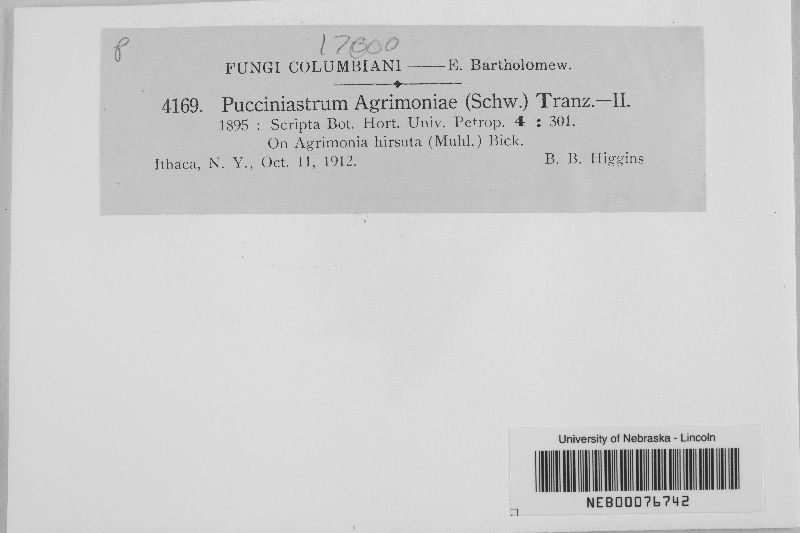 P 17600
FUNGI COLUMBIANI —— E. Bartholomew.
4169. Pucciniastrum Agrimoniae (Schw.) Tranz.—II.
1895 : Scripta Bot. Hort. Univ. Petrop. 4 : 301.
On Agrimonia hirsuta (Muhl.) Bick.
Ithaca, N. Y., Oct. 11, 1912. B. B. Higgins
University of Nebraska - Lincoln
NEB00076742